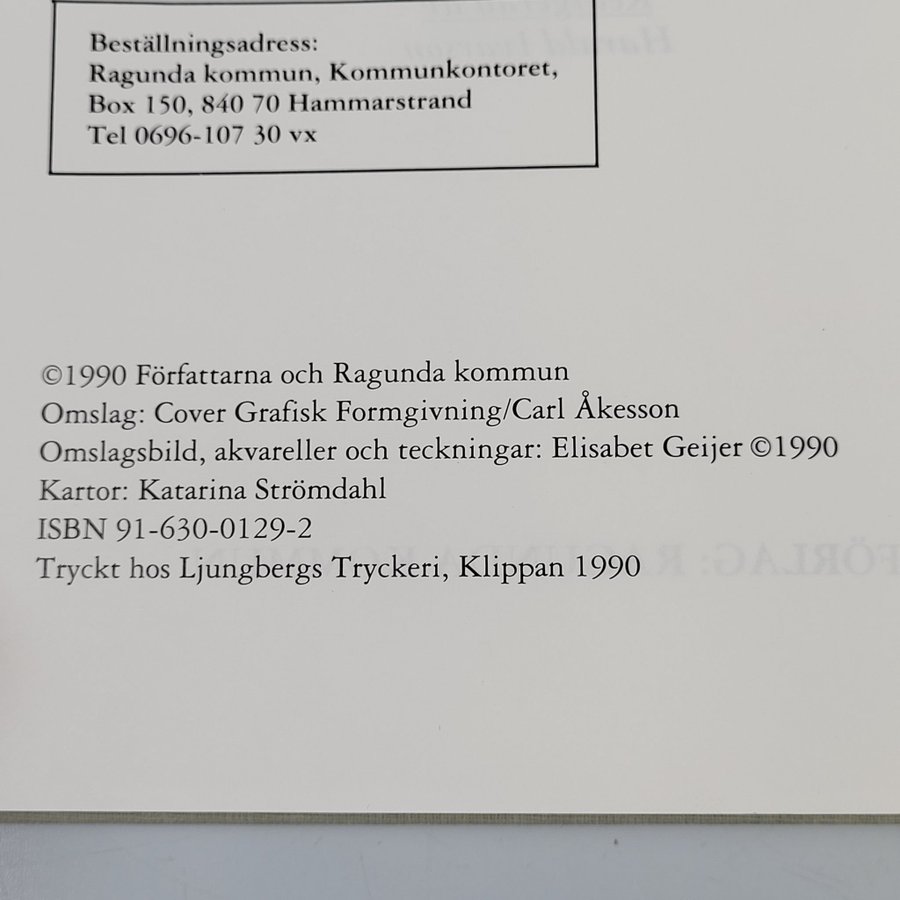 Beställningsadress:
Ragunda kommun, Kommunkontoret,
Box 150, 840 70 Hammarstrand
Tel 0696-107 30 vx
©1990 Författarna och Ragunda kommun
Omslag: Cover Grafisk Formgivning/Carl Åkesson
Omslagsbild, akvareller och teckningar: Elisabet Geijer ©1990
Kartor: Katarina Strömdahl
ISBN 91-630-0129-2
Tryckt hos Ljungbergs Tryckeri, Klippan 1990